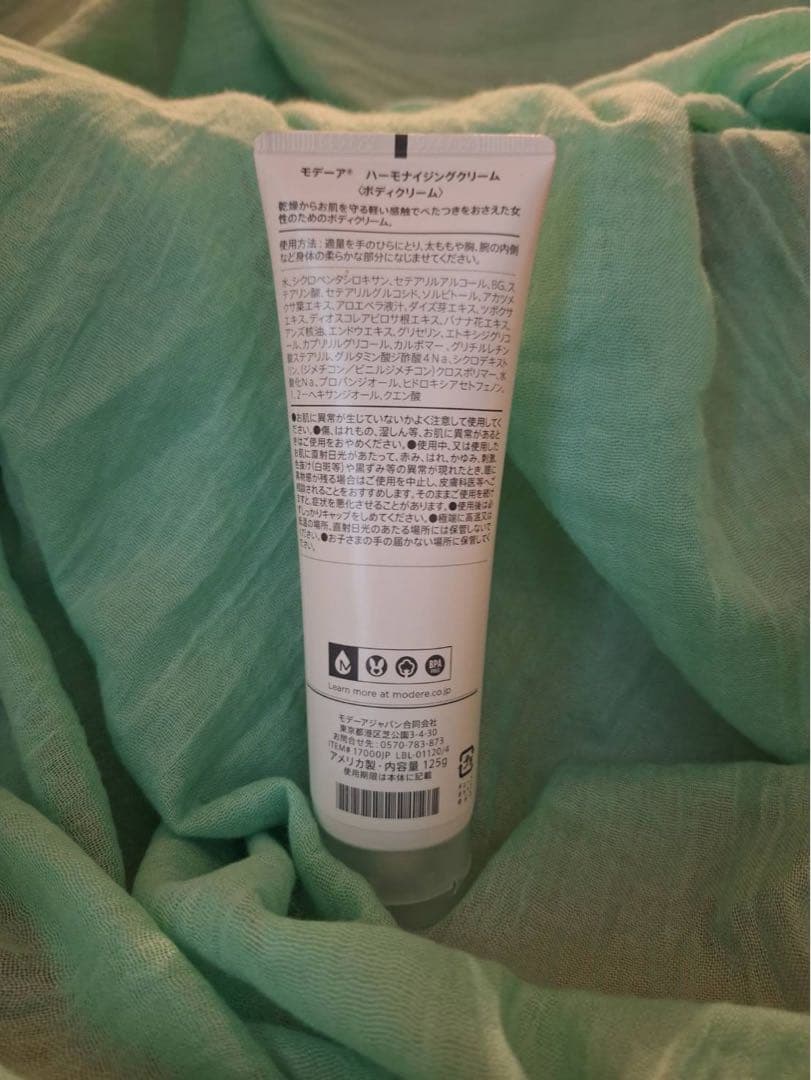 モデーア® ハーモナイジングクリーム
〈ボディクリーム〉
乾燥からお肌を守る軽い感触でべたつきをおさえた女
性のためのボディクリーム。
使用方法：適量を手のひらにとり、太ももや胸、腕の内側
など身体の柔らかな部分になじませてください。
水、シクロペンタシロキサン、セテアリルアルコール、BG、ス
テアリン酸、セテアリルグルコシド、ソルビトール、アカツメ
クサ葉エキス、アロエベラ液汁、ダイズ芽エキス、ツボクサ
エキス、ディオスコレアビロサ根エキス、バナナ花エキス、
アンズ核油、エンドウエキス、グリセリン、エトキシジグリコ
ール、カプリリルグリコール、カルボマー、グリチルレチン
酸ステアリル、グルタミン酸ジ酢酸4Na、シクロデキスト
リン、(ジメチコン／ビニルジメチコン)クロスポリマー、水
酸化Na、プロパンジオール、ヒドロキシアセトフェノン、
1,2-ヘキサンジオール、クエン酸
●お肌に異常が生じていないかよく注意して使用してく
ださい。●傷、はれもの、湿しん等、お肌に異常があると
きはご使用をおやめください。●使用中、又は使用した
お肌に直射日光があたって、赤み、はれ、かゆみ、刺激、
色抜け(白斑等)や黒ずみ等の異常が現れたとき、眼に
異物感が残る場合はご使用を中止し、皮膚科医等へご
相談されることをおすすめします。そのままご使用を続け
ますと、症状を悪化させることがあります。●使用後は必
ずしっかりキャップをしめてください。●極端に高温又は
低温の場所、直射日光のあたる場所には保管しないで
ください。●お子さまの手の届かない場所に保管してく
ださい。
BPA
Learn more at modere.co.jp
モデーアジャパン合同会社
東京都港区芝公園3-4-30
お問合せ先：0570-783-873
ITEM# 17000JP LBL-01120/4
アメリカ製・内容量 125g
使用期限は本体に記載